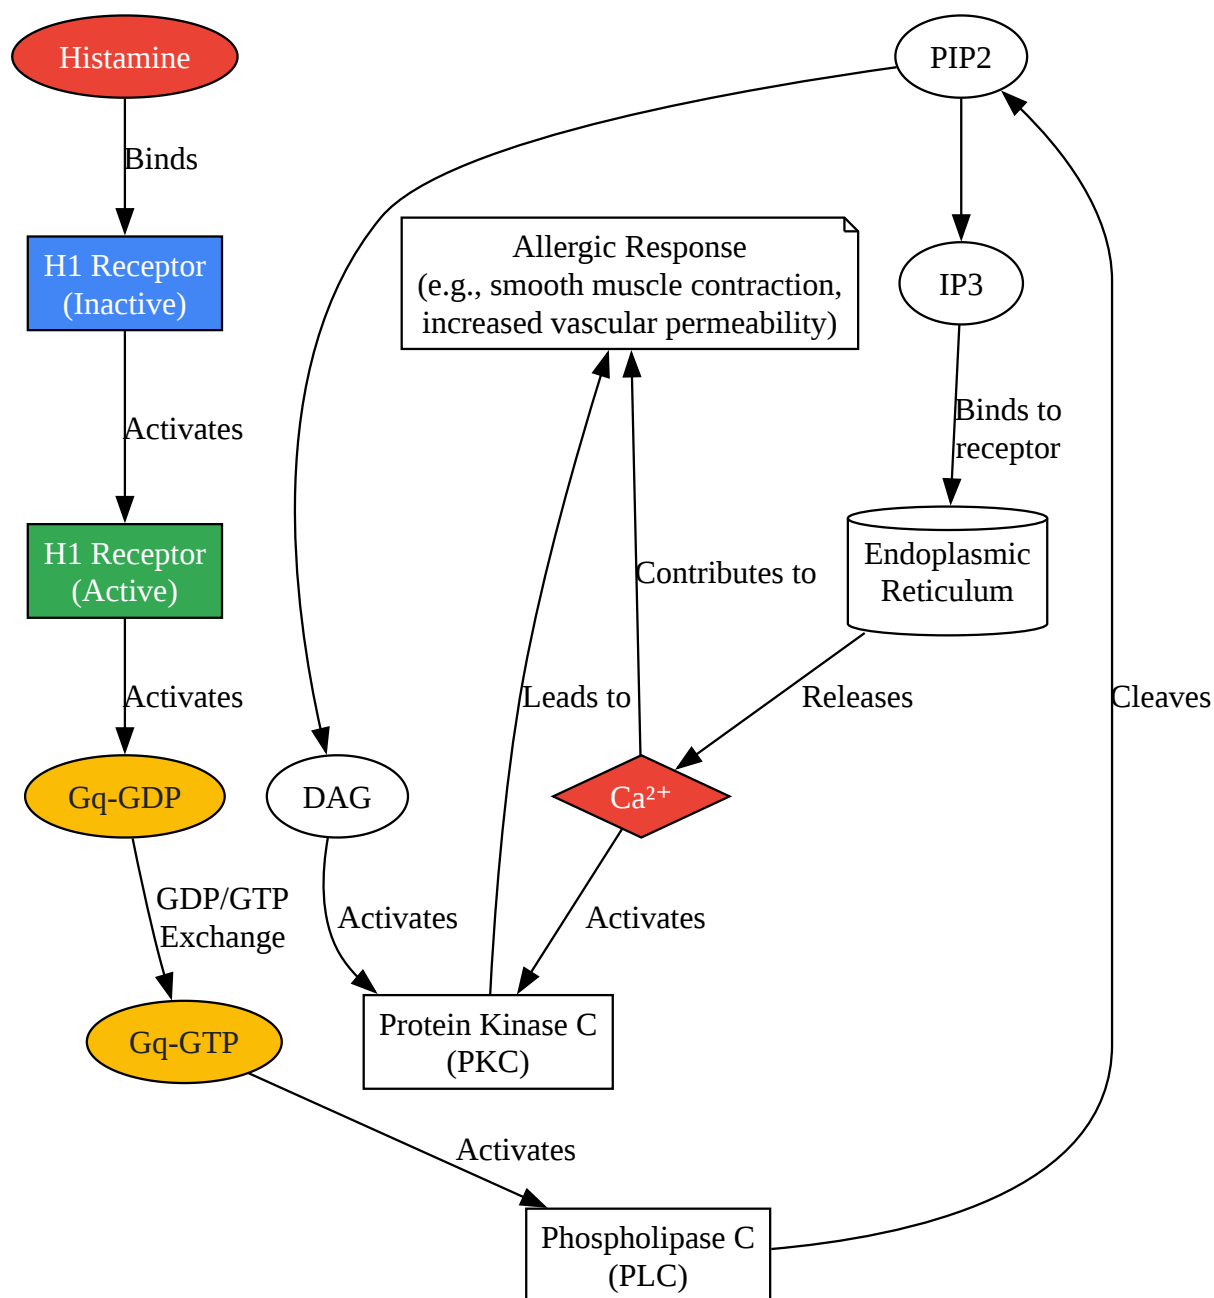 Histamine
PIP2
Binds
Allergic Response
(e.g., smooth muscle contraction,
increased vascular permeability)
H1 Receptor
(Inactive)
IP3
Activates
Binds to
receptor
H1 Receptor
(Active)
Endoplasmic
Reticulum
Contributes to
Activates
Leads to
Releases
Cleaves
Gq-GDP
DAG
Ca²⁺
GDP/GTP
Exchange
Activates
Activates
Gq-GTP
Protein Kinase C
(PKC)
Activates
Phospholipase C
(PLC)